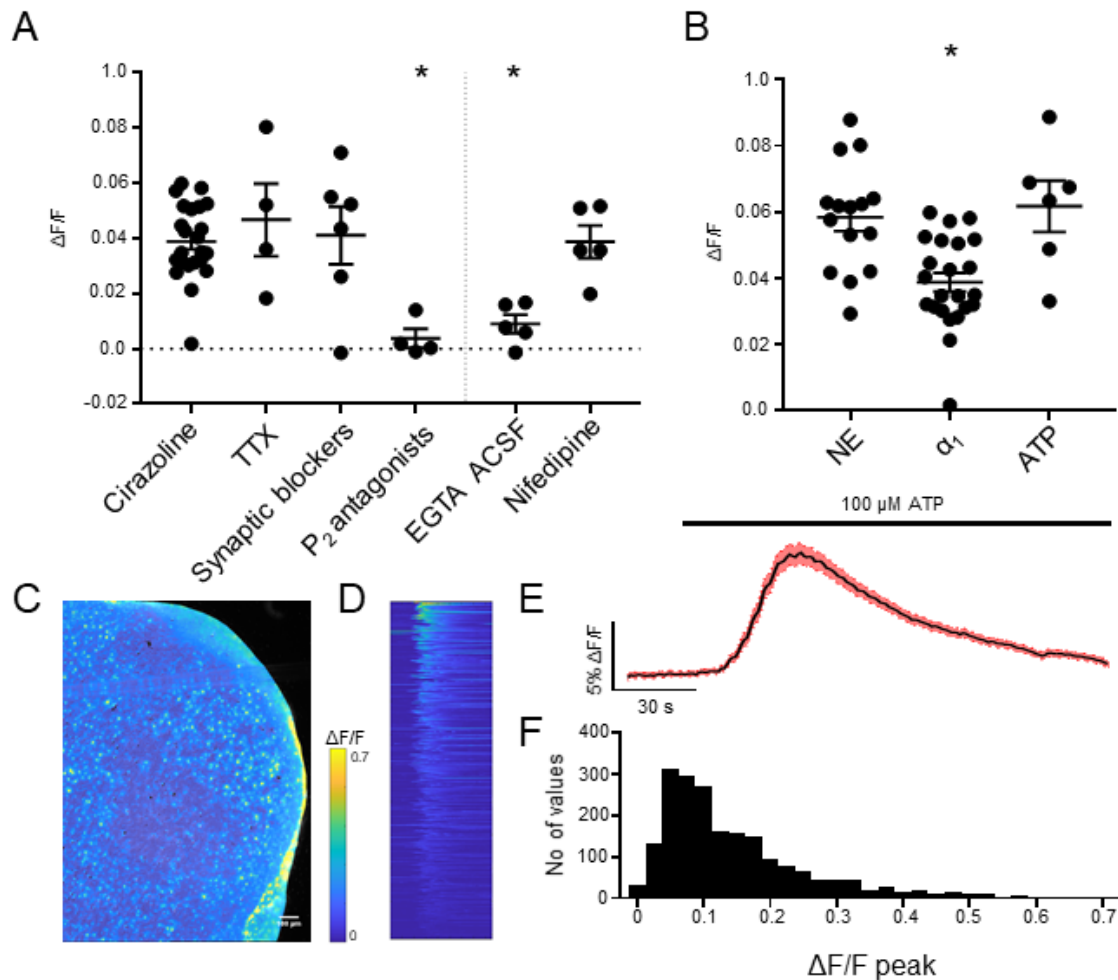 A
B
*
*
*
1.0
0.08
0.06
0.04
0.02
0.0
-0.02
ΔF/F
Cirazoline
TTX
Synaptic blockers
P2 antagonists
EGTA ACSF
Nifedipine
1.0
0.08
0.06
0.04
0.02
0.0
ΔF/F
NE
α1
ATP
100 µM ATP
C
D
E
ΔF/F
0.7
0
100 µm
5% ΔF/F
30 s
F
400
300
200
100
0
No of values
0 0.1 0.2 0.3 0.4 0.5 0.6 0.7
ΔF/F peak